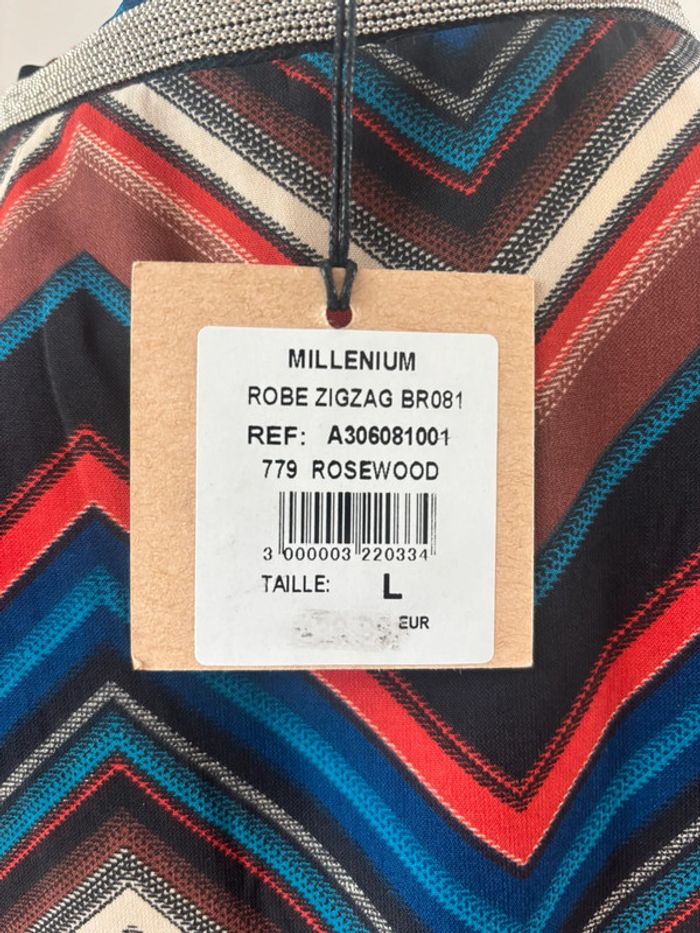 MILLENIUM
ROBE ZIGZAG BR081
REF: A306081001
779 ROSEWOOD
3 000003 220334
TAILLE: L
EUR